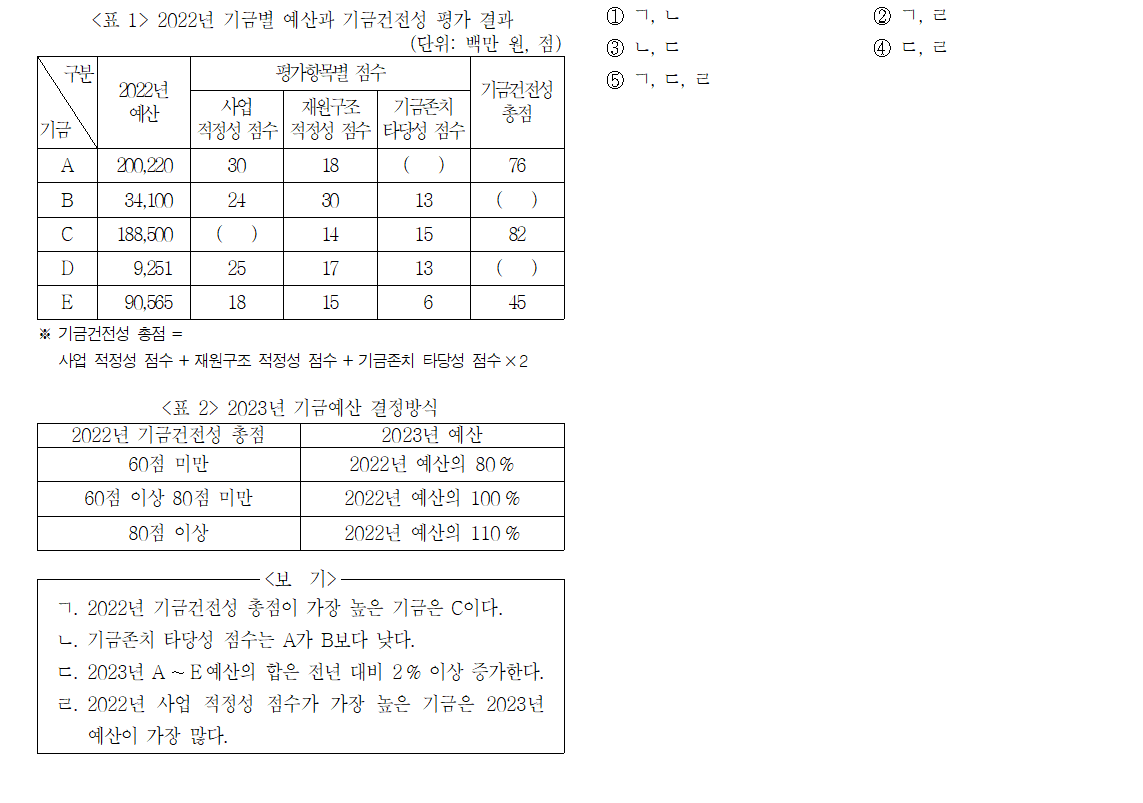 <표 1> 2022년 기금별 예산과 기금건전성 평가 결과
(단위: 백만 원, 점)
구분 기금 2022년 예산 평가항목별 점수 기금건전성 총점
사업 적정성 점수 재원구조 적정성 점수 기금존치 타당성 점수
A 200,220 30 18 ( ) 76
B 34,100 24 30 13 ( )
C 188,500 ( ) 14 15 82
D 9,251 25 17 13 ( )
E 90,565 18 15 6 45
※ 기금건전성 총점 =
사업 적정성 점수 + 재원구조 적정성 점수 + 기금존치 타당성 점수 × 2
<표 2> 2023년 기금예산 결정방식
2022년 기금건전성 총점 2023년 예산
60점 미만 2022년 예산의 80 %
60점 이상 80점 미만 2022년 예산의 100 %
80점 이상 2022년 예산의 110 %
<보 기>
ㄱ. 2022년 기금건전성 총점이 가장 높은 기금은 C이다.
ㄴ. 기금존치 타당성 점수는 A가 B보다 낮다.
ㄷ. 2023년 A ~ E 예산의 합은 전년 대비 2 % 이상 증가한다.
ㄹ. 2022년 사업 적정성 점수가 가장 높은 기금은 2023년
예산이 가장 많다.
① ㄱ, ㄴ ② ㄱ, ㄹ
③ ㄴ, ㄷ ④ ㄷ, ㄹ
⑤ ㄱ, ㄷ, ㄹ